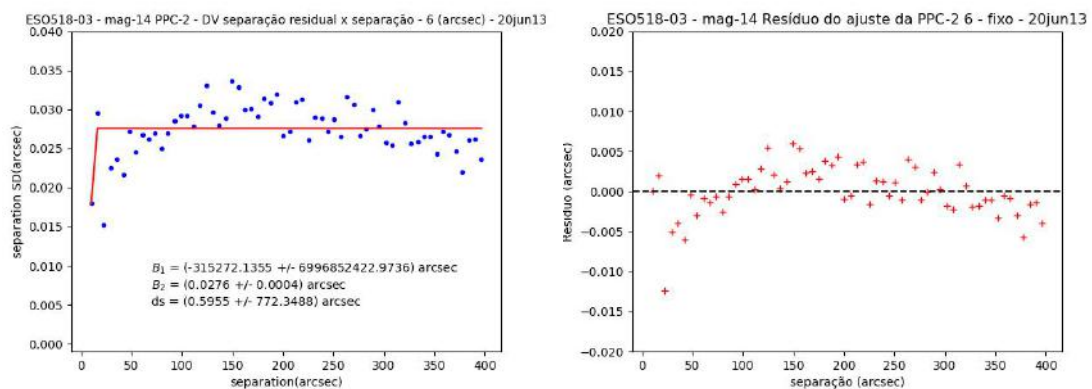 ESO518-03 - mag-14 PPC-2 - DV separação residual x separação - 6 (arcsec) - 20jun13
0.040
0.035
0.030
0.025
0.020
0.015
0.010
0.005
0.000
separation SD(arcsec)
B₁ = (-315272.1355 +/- 6996852422.9736) arcsec
B₂ = (0.0276 +/- 0.0004) arcsec
ds = (0.5955 +/- 772.3488) arcsec
0 50 100 150 200 250 300 350 400
separation(arcsec)
ESO518-03 - mag-14 Resíduo do ajuste da PPC-2 6 - fixo - 20jun13
0.020
0.015
0.010
0.005
0.000
−0.005
−0.010
−0.015
−0.020
Resíduo (arcsec)
0 50 100 150 200 250 300 350 400
separação (arcsec)